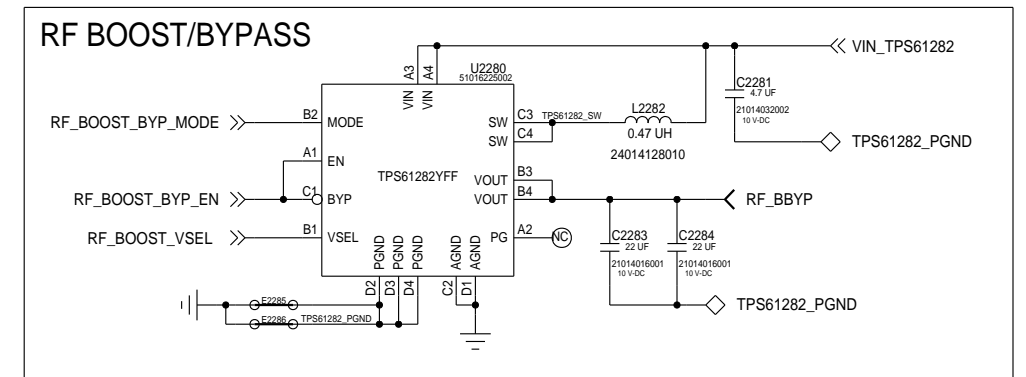 RF BOOST/BYPASS
VIN_TPS61282
A3
A4
U2280
51016225002
VIN
VIN
C2281
4.7 UF
21014032002
10 V-DC
TPS61282_PGND
RF_BOOST_BYP_MODE
B2
MODE
SW
C3
TPS61282_SW
L2282
0.47 UH
24014128010
SW
C4
A1
EN
TPS61282YFF
VOUT
B3
RF_BOOST_BYP_EN
C1
BYP
VOUT
B4
RF_BBYP
RF_BOOST_VSEL
B1
VSEL
PG
A2
NC
C2283
22 UF
21014016001
10 V-DC
C2284
22 UF
21014016001
10 V-DC
PGND
PGND
PGND
AGND
AGND
D2
D3
D4
C2
D1
E2285
E2286
TPS61282_PGND
TPS61282_PGND